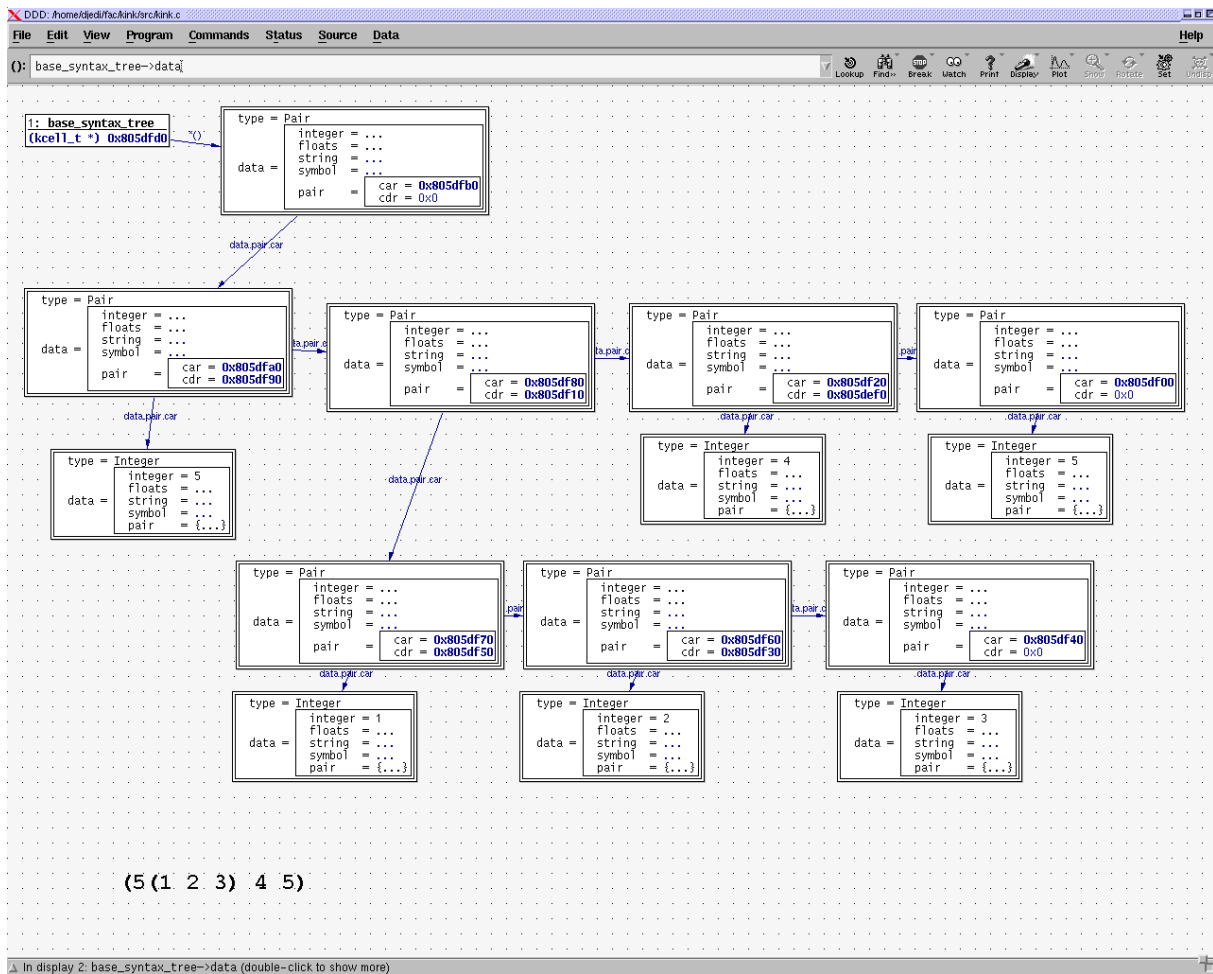 DDD: /home/djedi/fac/kink/src/kink.c
File Edit View Program Commands Status Source Data Help
(): base_syntax_tree->data
Lookup Find>> Break Watch Print Display Plot Show Rotate Set Undisp
1: base_syntax_tree
(kcell_t *) 0x805dfd0
*()
type = Pair
data =
integer = ...
floats = ...
string = ...
symbol = ...
pair =
car = 0x805dfb0
cdr = 0x0
data.pair.car
type = Pair
data =
integer = ...
floats = ...
string = ...
symbol = ...
pair =
car = 0x805dfa0
cdr = 0x805df90
ta.pair.c
type = Pair
data =
integer = ...
floats = ...
string = ...
symbol = ...
pair =
car = 0x805df80
cdr = 0x805df10
ta.pair.c
type = Pair
data =
integer = ...
floats = ...
string = ...
symbol = ...
pair =
car = 0x805df20
cdr = 0x805def0
.pair
type = Pair
data =
integer = ...
floats = ...
string = ...
symbol = ...
pair =
car = 0x805df00
cdr = 0x0
data.pair.car
data.pair.car
data.pair.car
data.pair.car
type = Integer
data =
integer = 5
floats = ...
string = ...
symbol = ...
pair = {...}
type = Integer
data =
integer = 4
floats = ...
string = ...
symbol = ...
pair = {...}
type = Integer
data =
integer = 5
floats = ...
string = ...
symbol = ...
pair = {...}
type = Pair
data =
integer = ...
floats = ...
string = ...
symbol = ...
pair =
car = 0x805df70
cdr = 0x805df50
.pair
type = Pair
data =
integer = ...
floats = ...
string = ...
symbol = ...
pair =
car = 0x805df60
cdr = 0x805df30
ta.pair.c
type = Pair
data =
integer = ...
floats = ...
string = ...
symbol = ...
pair =
car = 0x805df40
cdr = 0x0
data.pair.car
data.pair.car
data.pair.car
type = Integer
data =
integer = 1
floats = ...
string = ...
symbol = ...
pair = {...}
type = Integer
data =
integer = 2
floats = ...
string = ...
symbol = ...
pair = {...}
type = Integer
data =
integer = 3
floats = ...
string = ...
symbol = ...
pair = {...}
(5(1 2 3) 4 5)
In display 2: base_syntax_tree->data (double-click to show more)